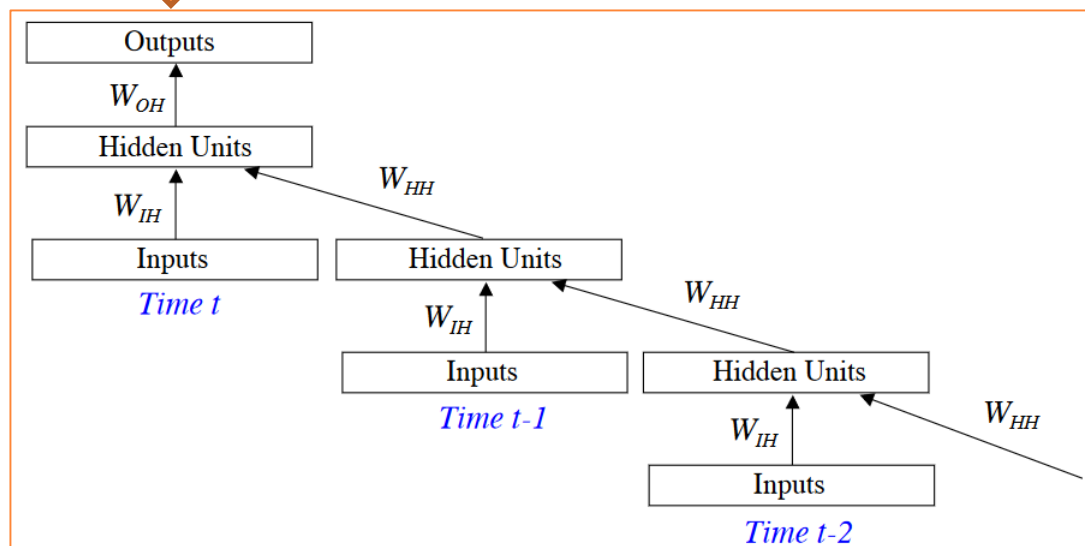 Outputs
W_OH
Hidden Units
W_HH
W_IH
Inputs
Hidden Units
Time t
W_HH
W_IH
Inputs
Hidden Units
Time t-1
W_HH
W_IH
Inputs
Time t-2